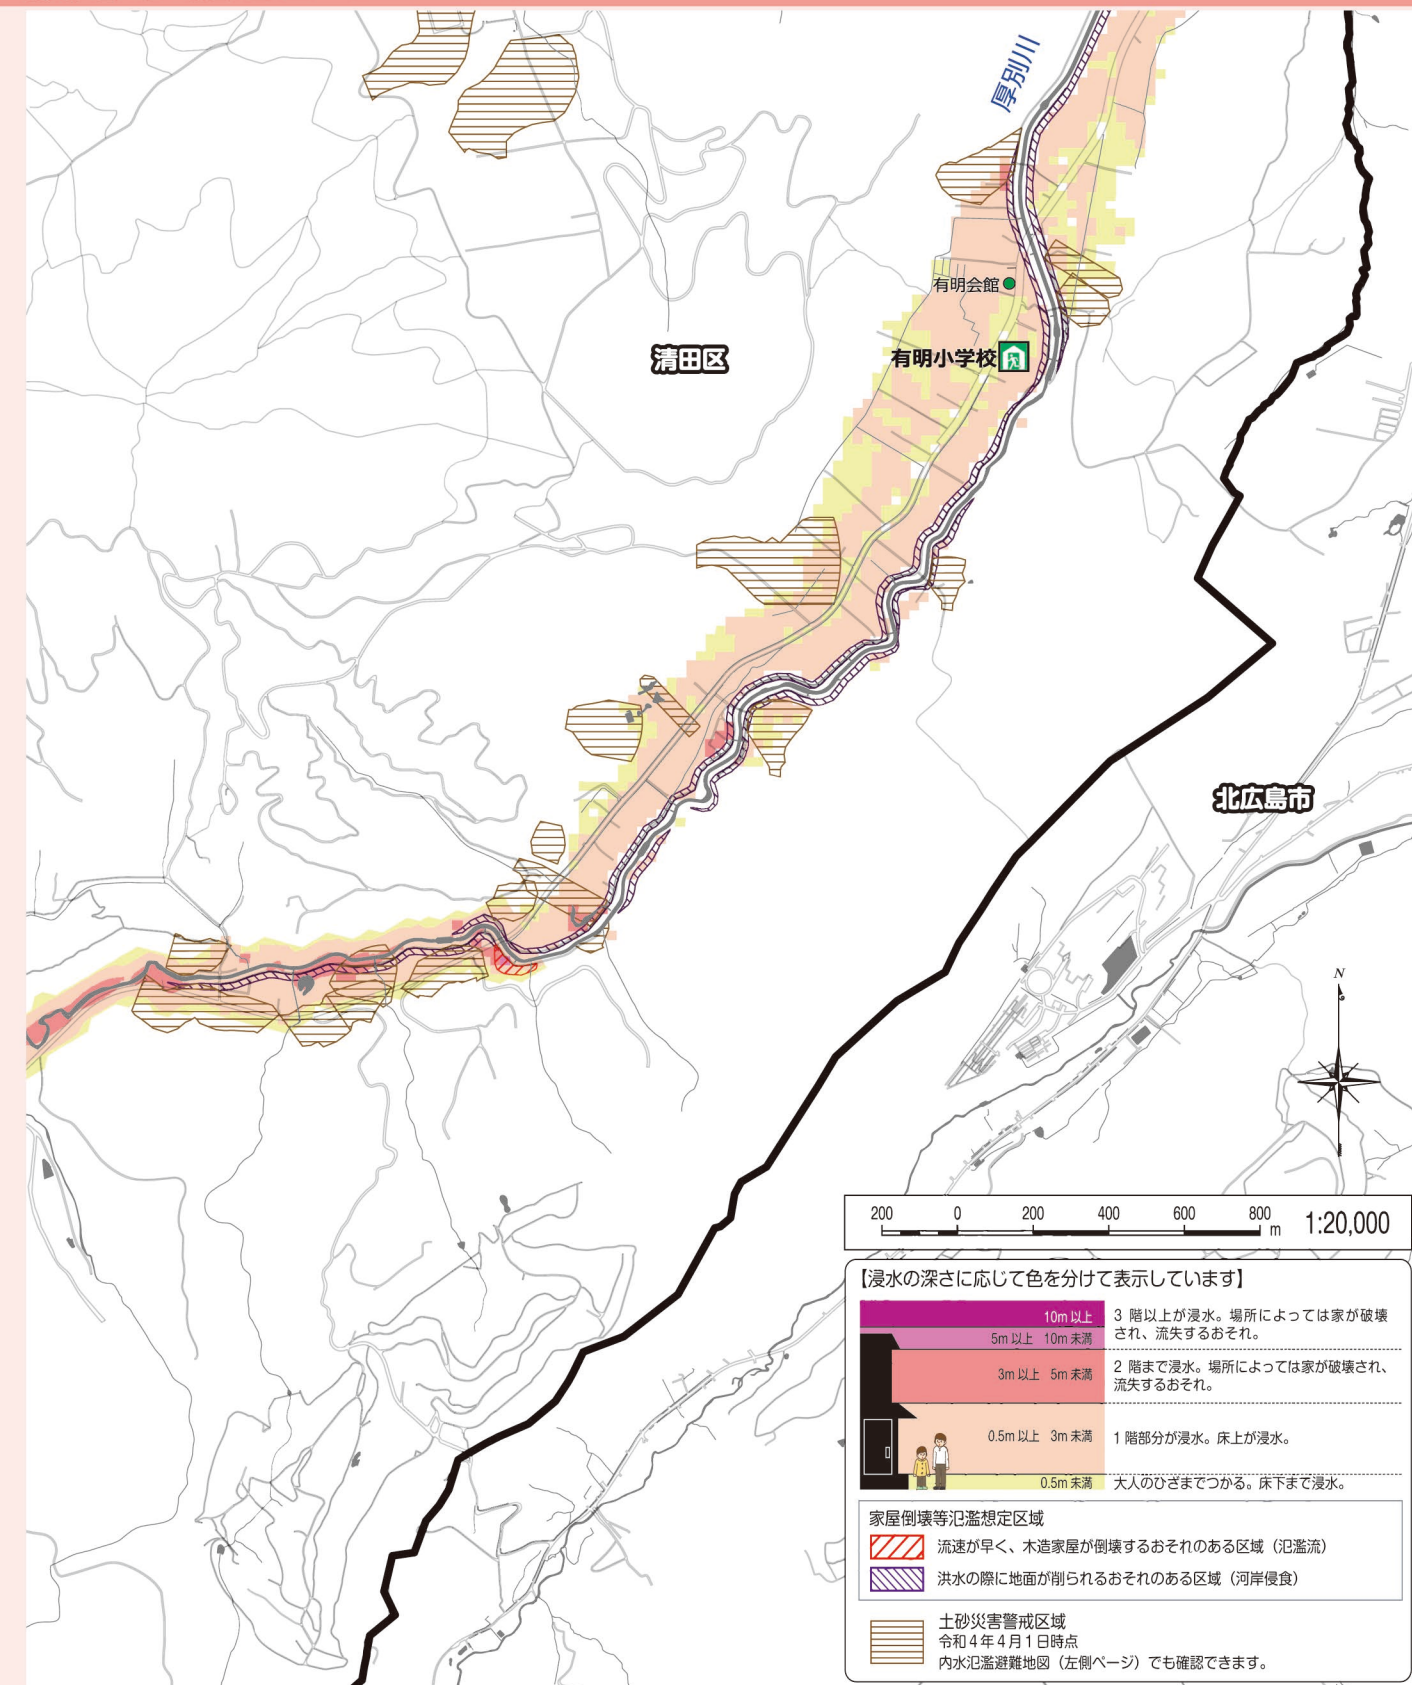 厚別川
有明会館
有明小学校
清田区
北広島市
N
200 0 200 400 600 800 m 1:20,000
【浸水の深さに応じて色を分けて表示しています】
10m 以上
3 階以上が浸水。場所によっては家が破壊
され、流失するおそれ。
5m 以上 10m 未満
3m 以上 5m 未満
2 階まで浸水。場所によっては家が破壊され、
流失するおそれ。
0.5m 以上 3m 未満
1 階部分が浸水。床上が浸水。
0.5m 未満
大人のひざまでつかる。床下まで浸水。
家屋倒壊等氾濫想定区域
流速が早く、木造家屋が倒壊するおそれのある区域（氾濫流）
洪水の際に地面が削られるおそれのある区域（河岸侵食）
土砂災害警戒区域
令和４年４月１日時点
内水氾濫避難地図（左側ページ）でも確認できます。